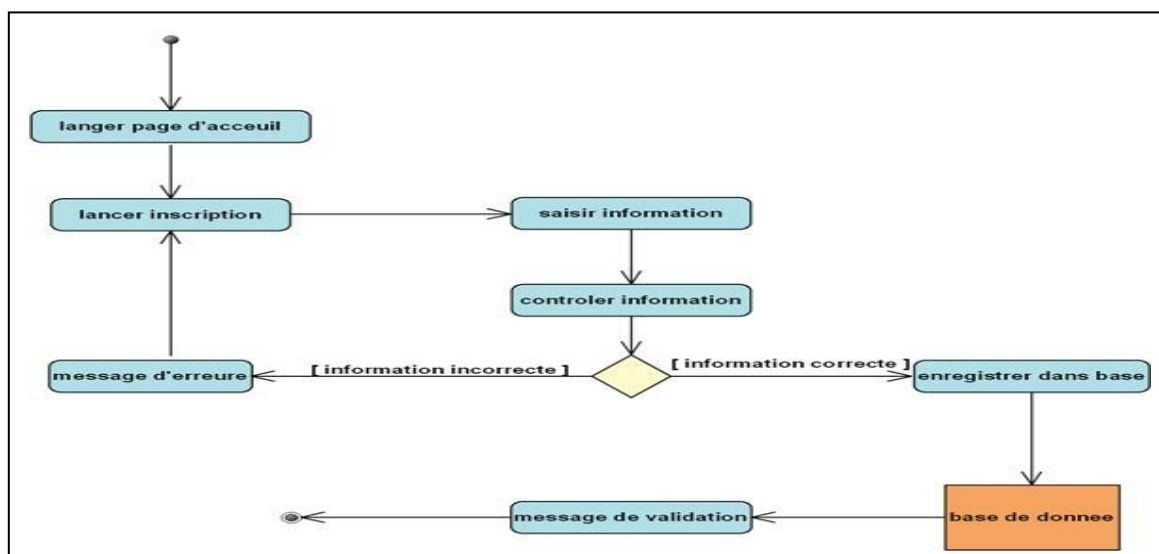 langer page d'acceuil
lancer inscription
saisir information
controler information
message d'erreure
[ information incorrecte ]
[ information correcte ]
enregistrer dans base
message de validation
base de donnee